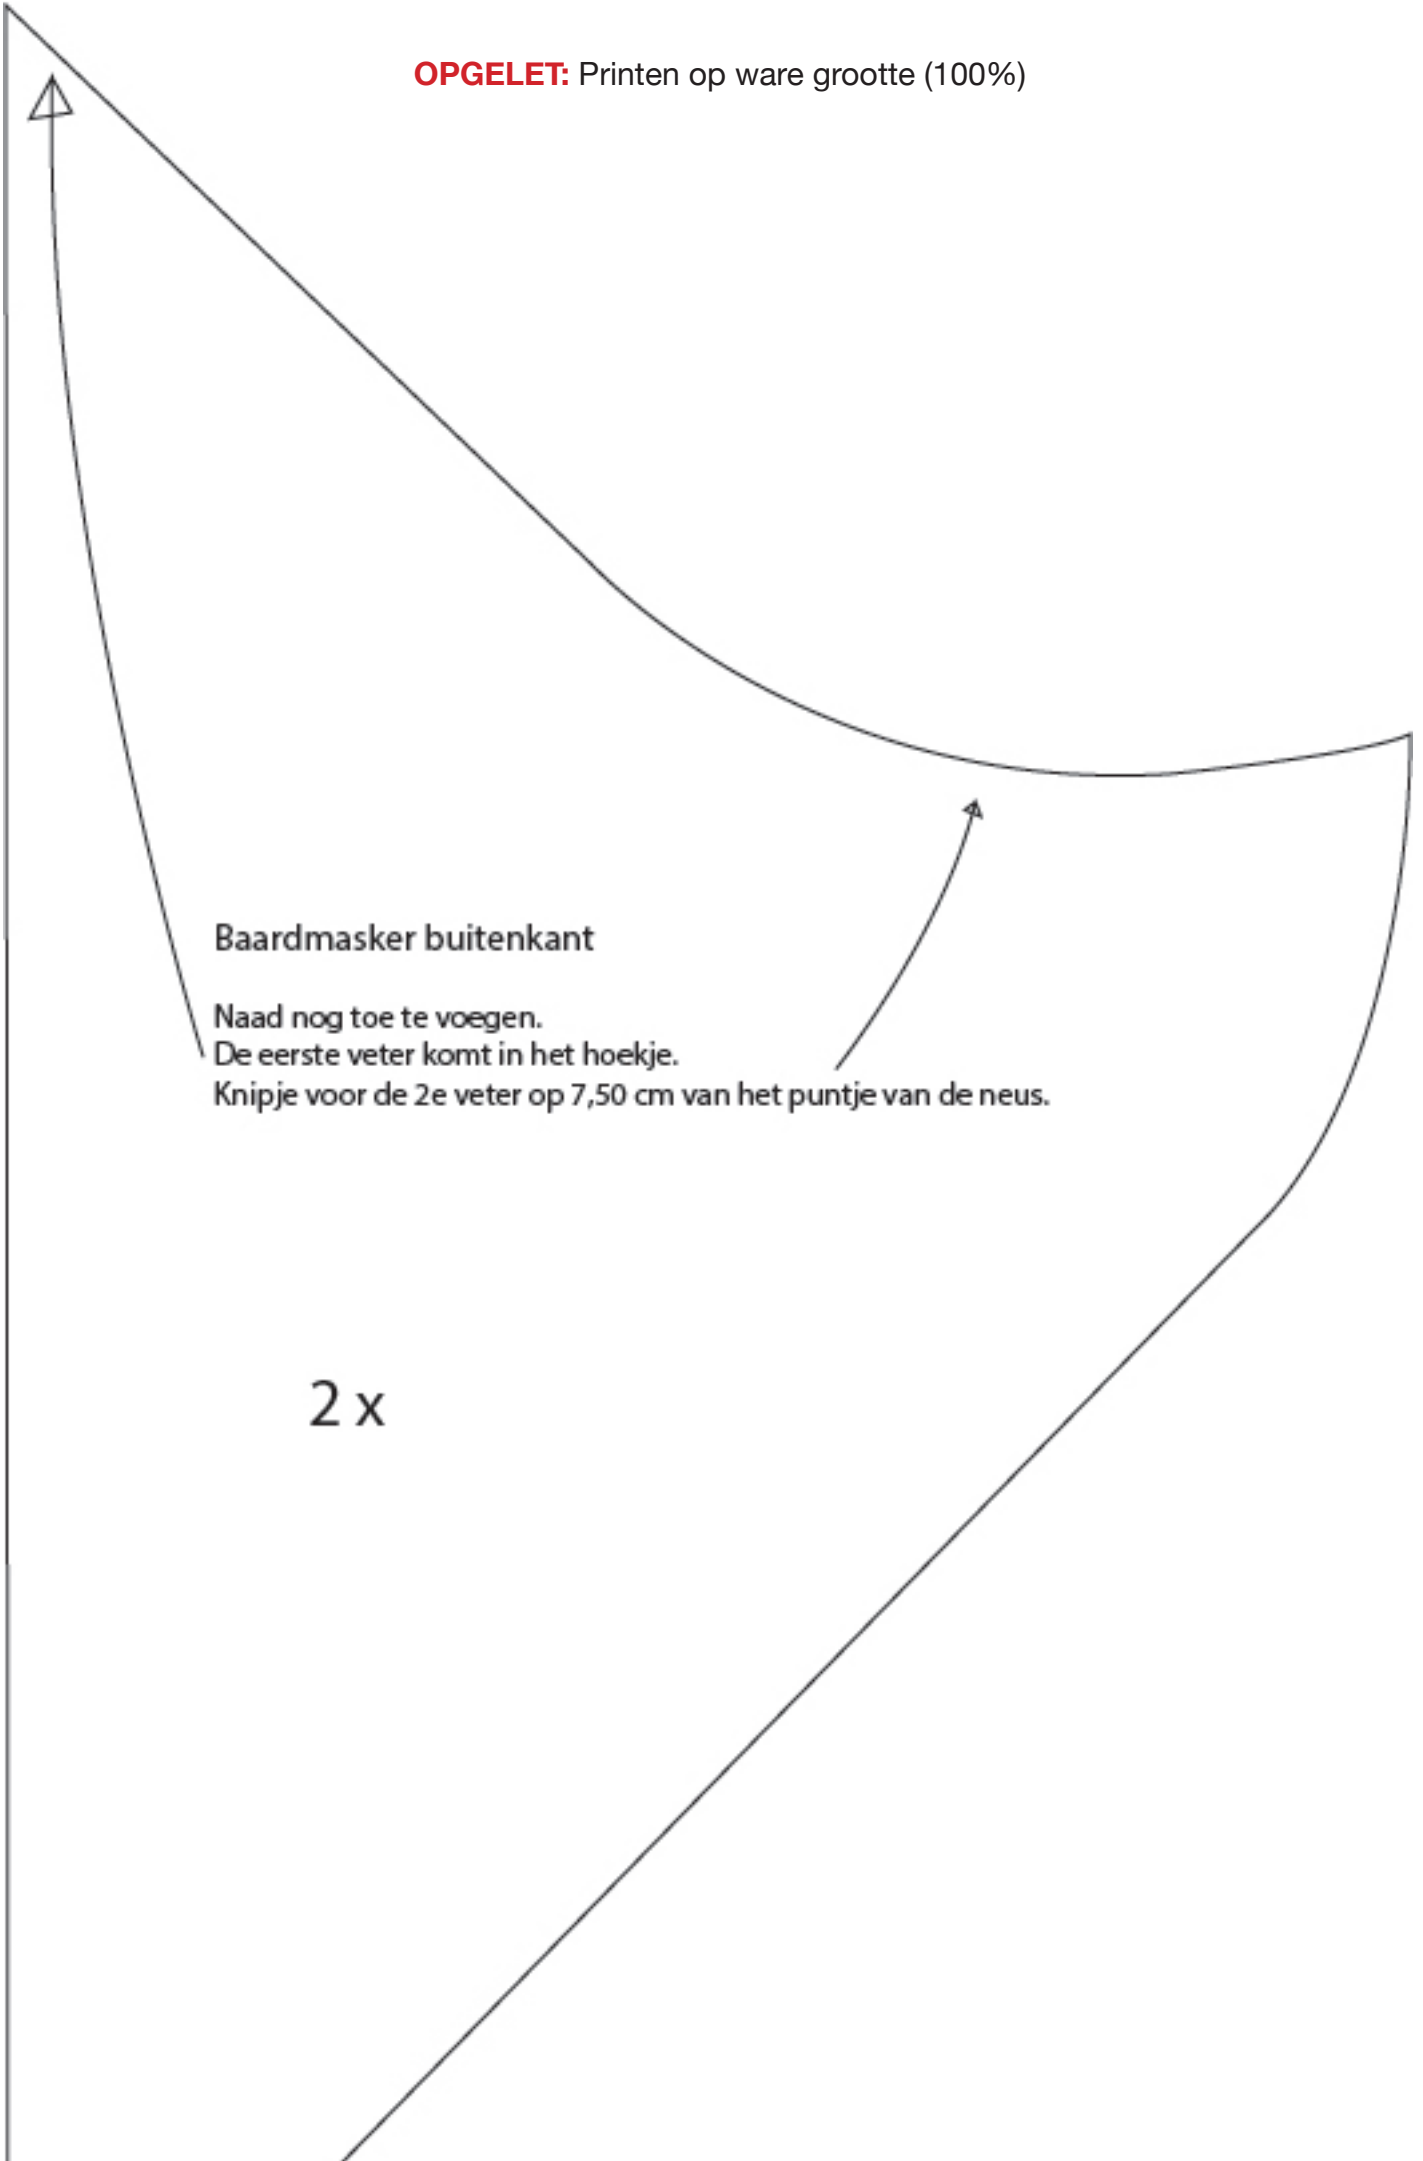 OPGELET: Printen op ware grootte (100%)
Baardmasker buitenkant
Naad nog toe te voegen.
De eerste veter komt in het hoekje.
Knipje voor de 2e veter op 7,50 cm van het puntje van de neus.
2 x